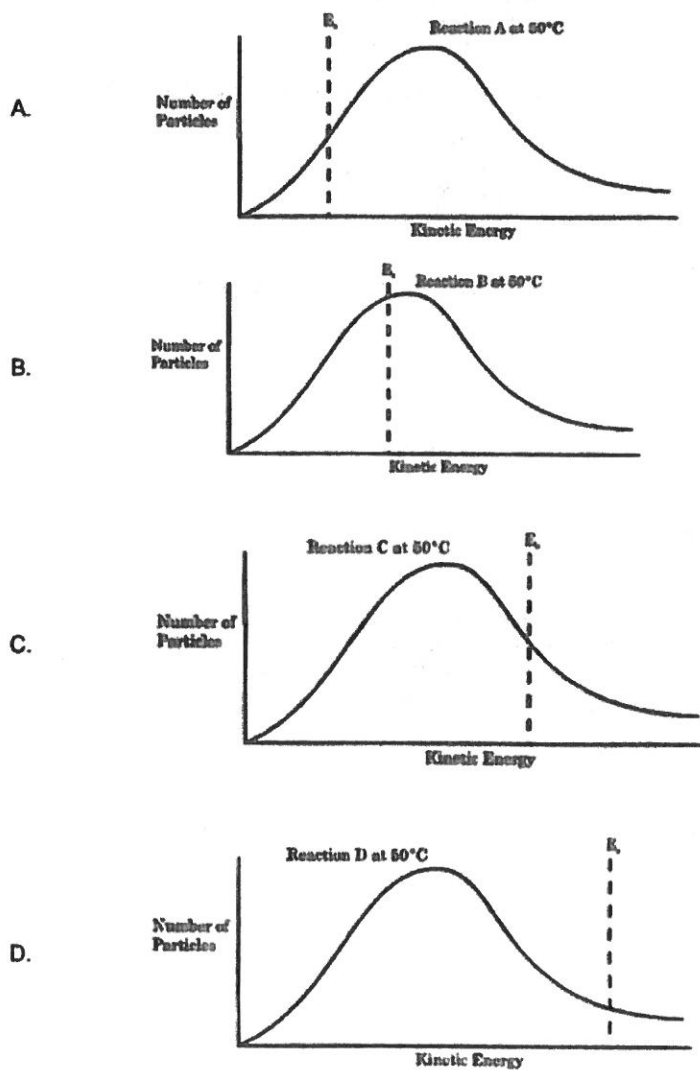 Eₐ
Reaction A at 50°C
A.
Number of
Particles
Kinetic Energy
Eₐ
Reaction B at 50°C
B.
Number of
Particles
Kinetic Energy
Reaction C at 50°C
Eₐ
C.
Number of
Particles
Kinetic Energy
Reaction D at 50°C
Eₐ
D.
Number of
Particles
Kinetic Energy